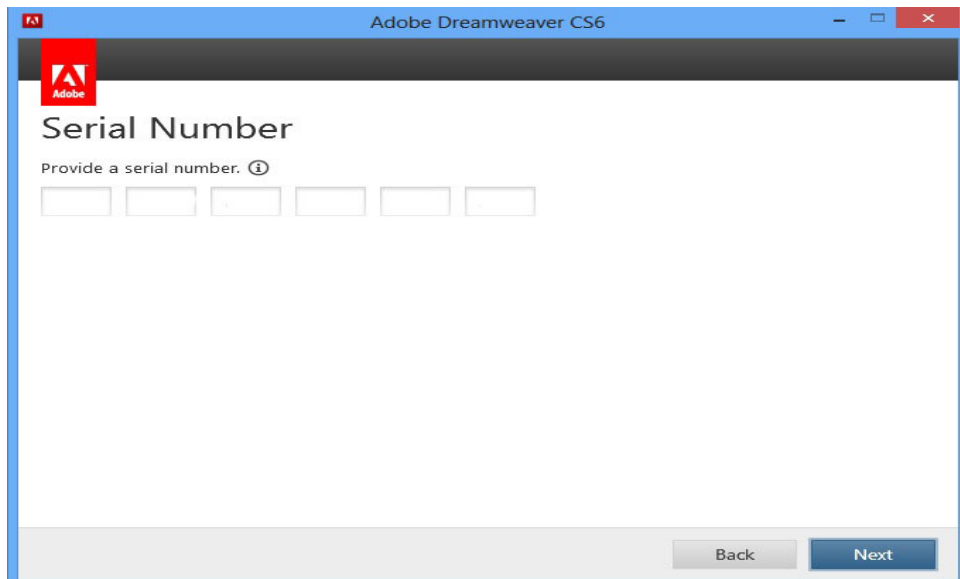 Adobe Dreamweaver CS6
Adobe
Serial Number
Provide a serial number.
Back Next